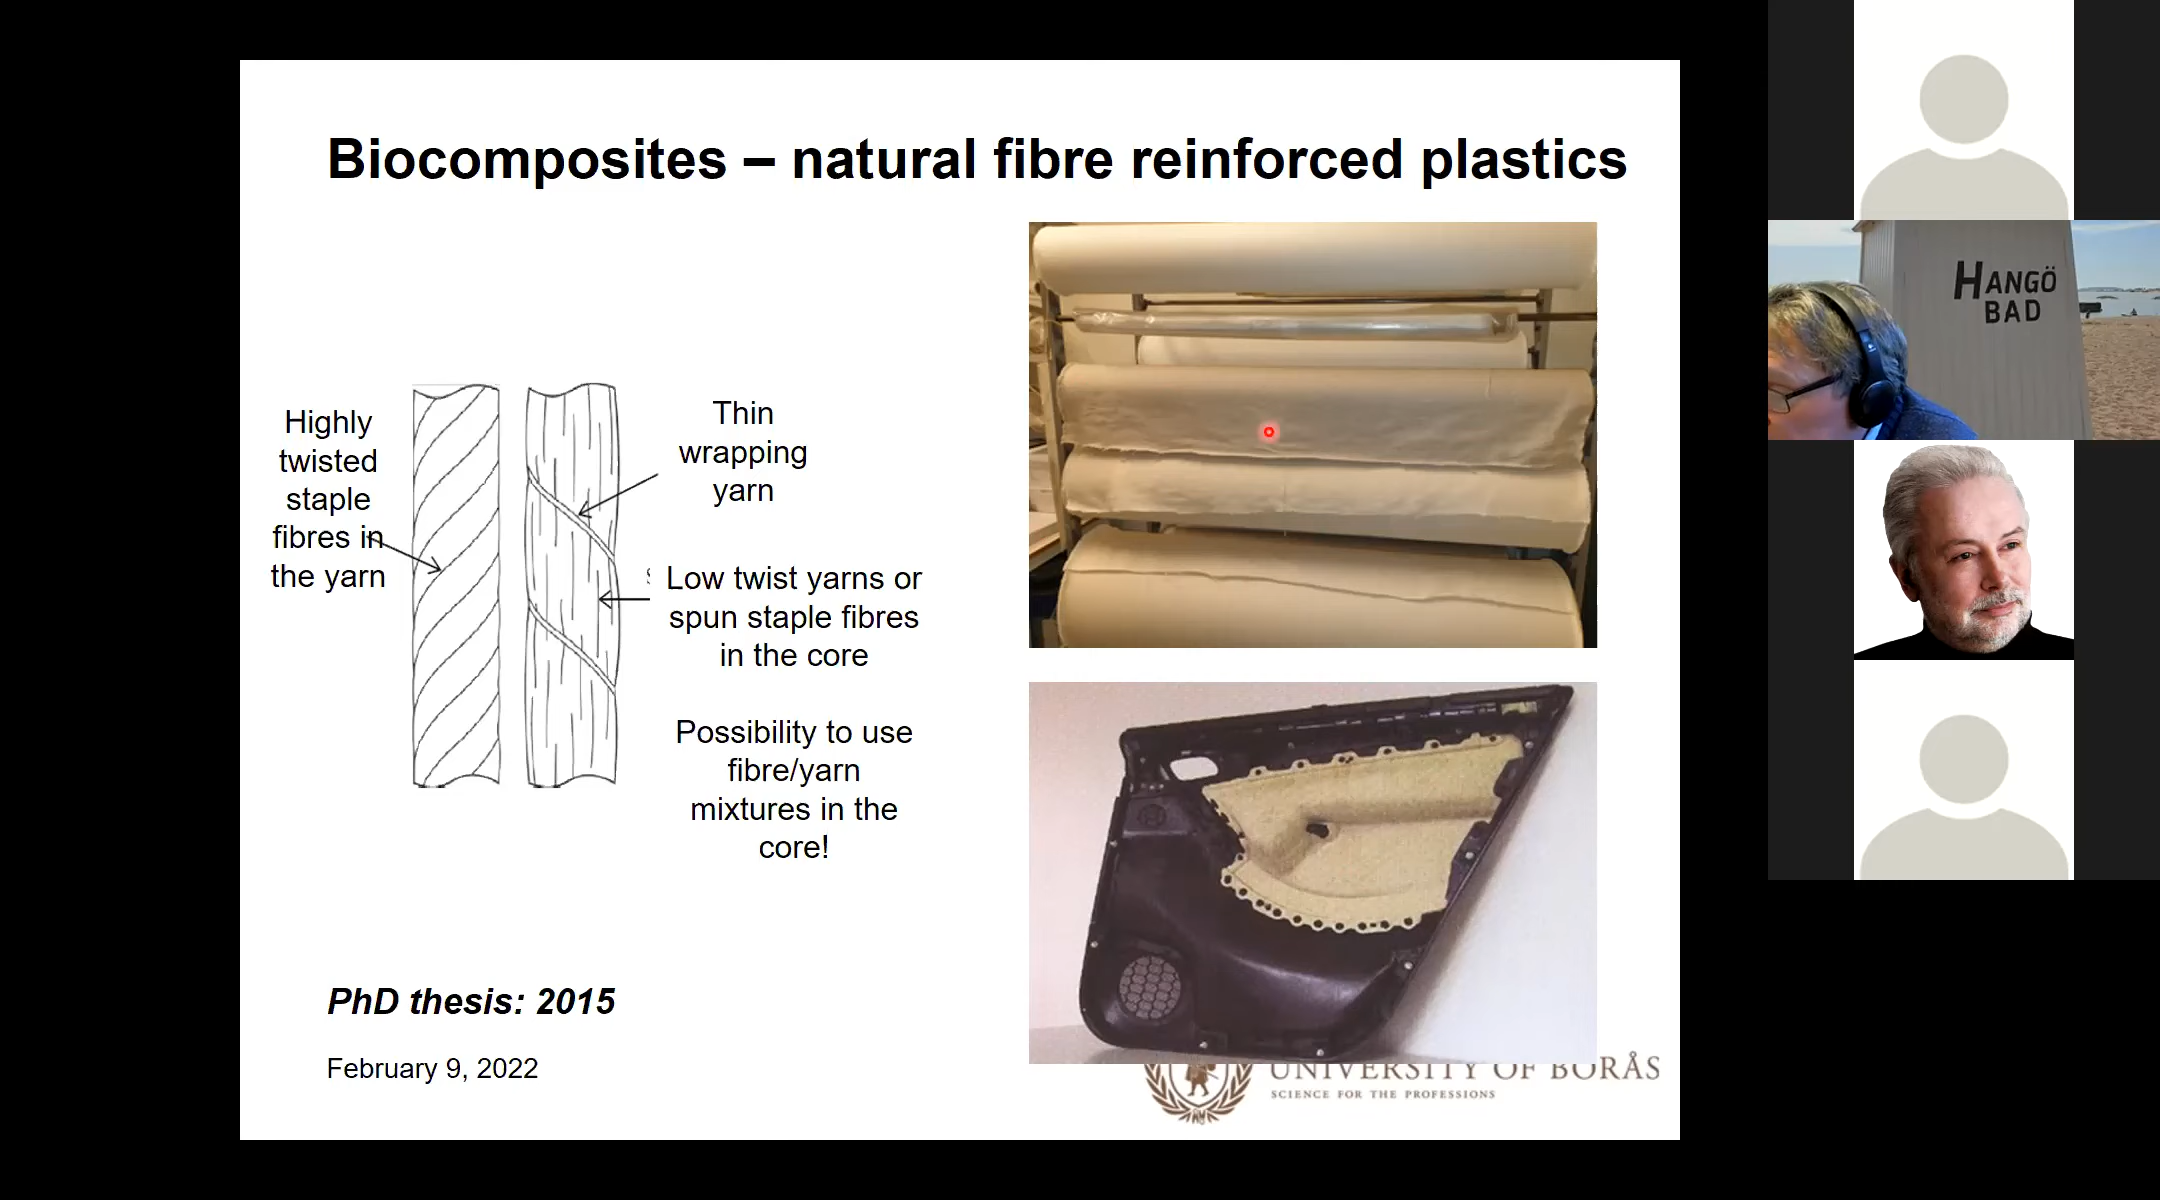 Biocomposites – natural fibre reinforced plastics
Highly
twisted
staple
fibres in
the yarn
Thin
wrapping
yarn
Low twist yarns or
spun staple fibres
in the core
Possibility to use
fibre/yarn
mixtures in the
core!
PhD thesis: 2015
February 9, 2022
UNIVERSITY OF BORÅS
SCIENCE FOR THE PROFESSIONS
HANGÖ
BAD